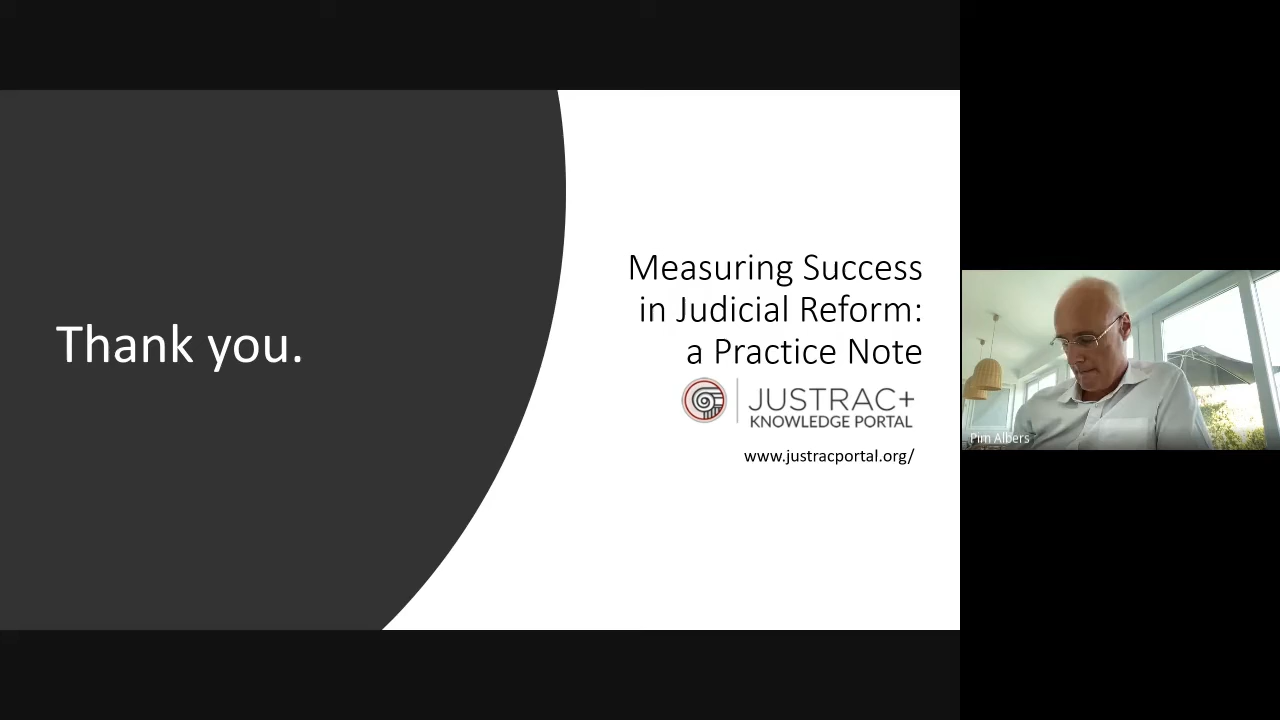 Thank you.
Measuring Success
in Judicial Reform:
a Practice Note
JUSTRAC+
KNOWLEDGE PORTAL
www.justracportal.org/
Pim Albers